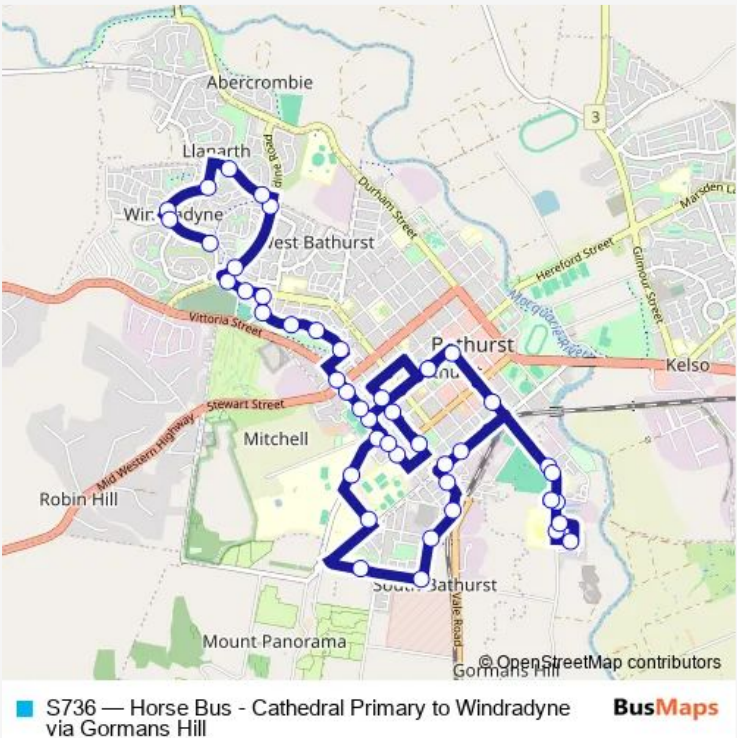 Abercrombie
3
Llanarth
Marsden
Durham Street
West Bathurst
Hereford Street
Gilmour Street
Macquarie River
Vittoria Street
Bathurst
Kelso
Stewart Street
Mitchell
Mid Western Highway
Robin Hill
South Bathurst
Vale Road
Mount Panorama
© OpenStreetMap contributors
Gormans Hill
S736 — Horse Bus - Cathedral Primary to Windradyne
via Gormans Hill
BusMaps